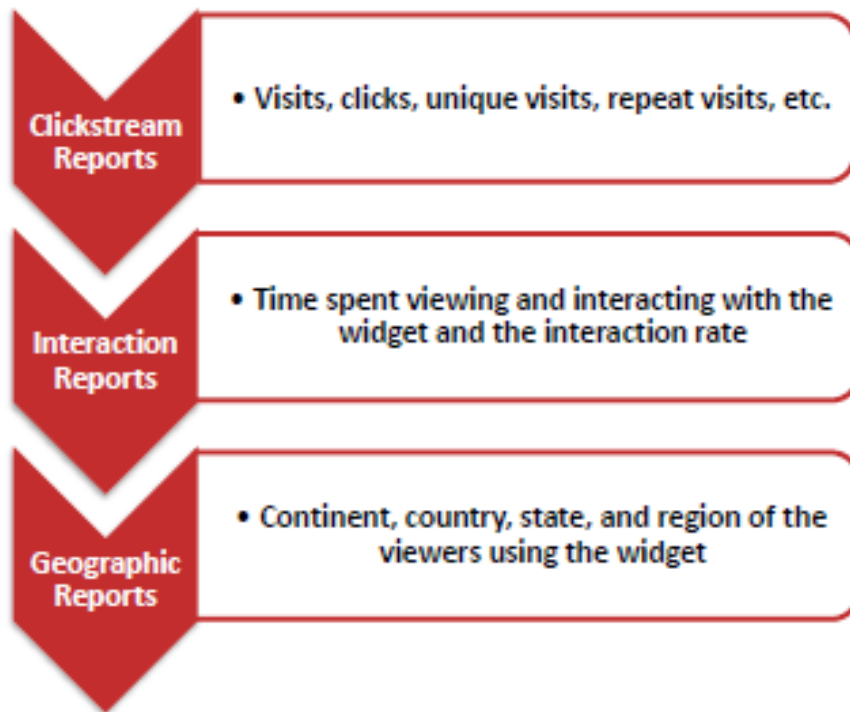 Clickstream
Reports
• Visits, clicks, unique visits, repeat visits, etc.
Interaction
Reports
• Time spent viewing and interacting with the
widget and the interaction rate
Geographic
Reports
• Continent, country, state, and region of the
viewers using the widget